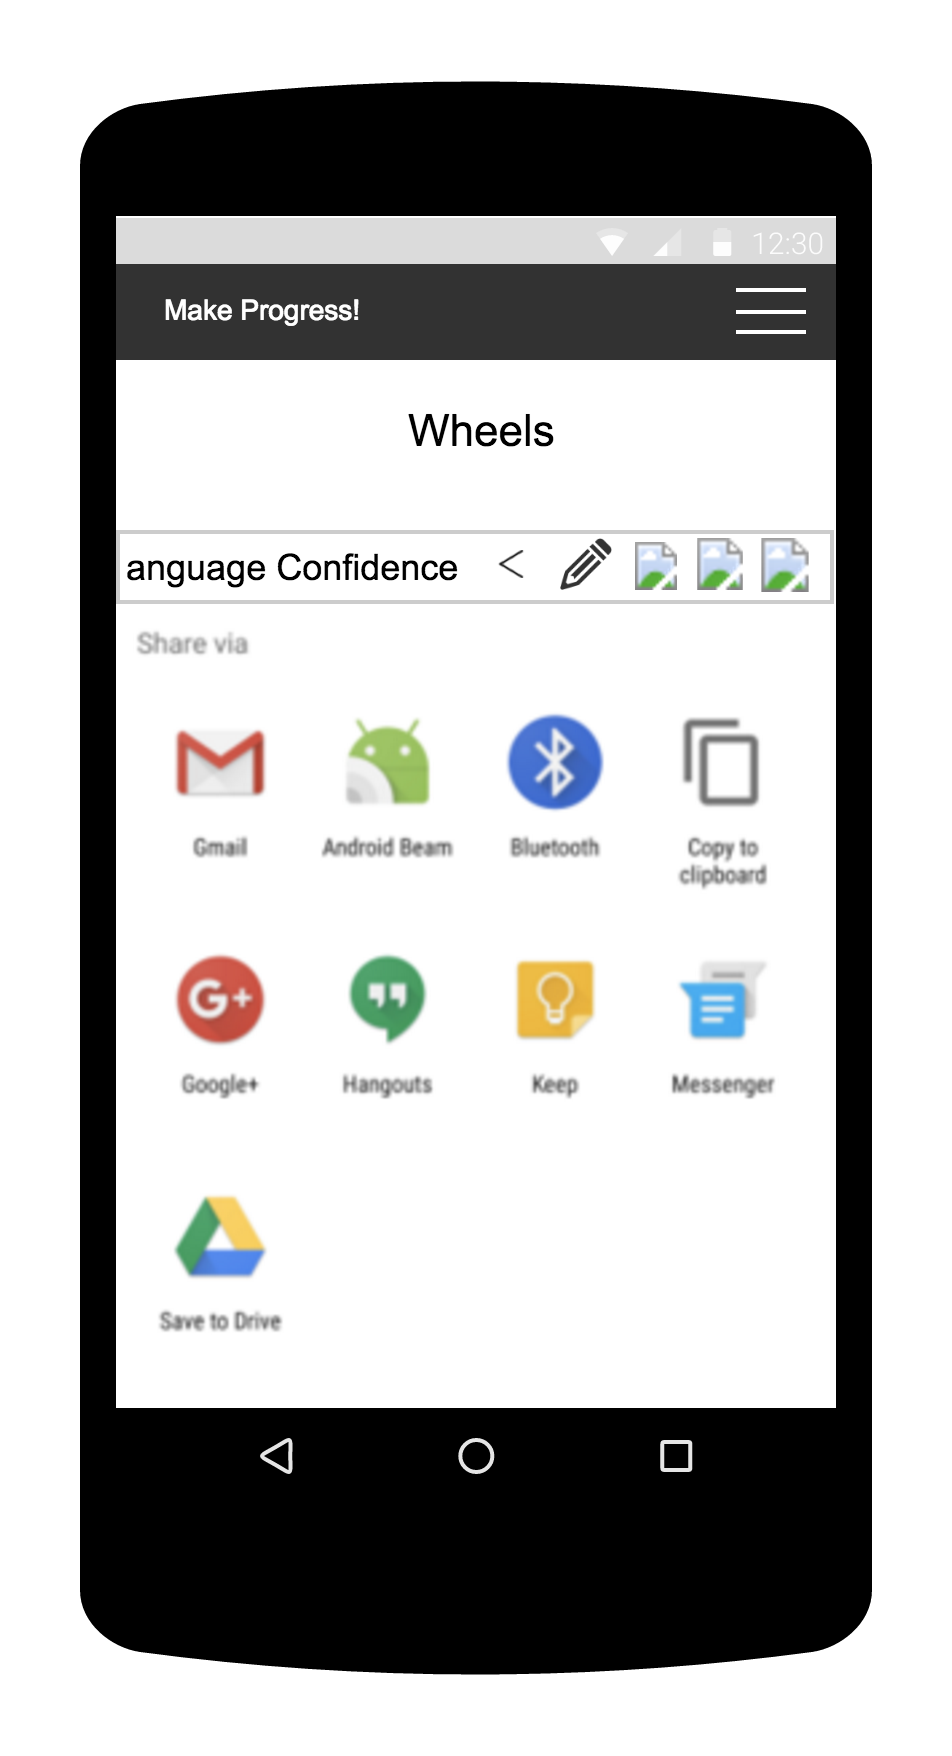 12:30
Make Progress!
Wheels
anguage Confidence <
Share via
Gmail Android Beam Bluetooth Copy to
clipboard
G+
Google+ Hangouts Keep Messenger
Save to Drive